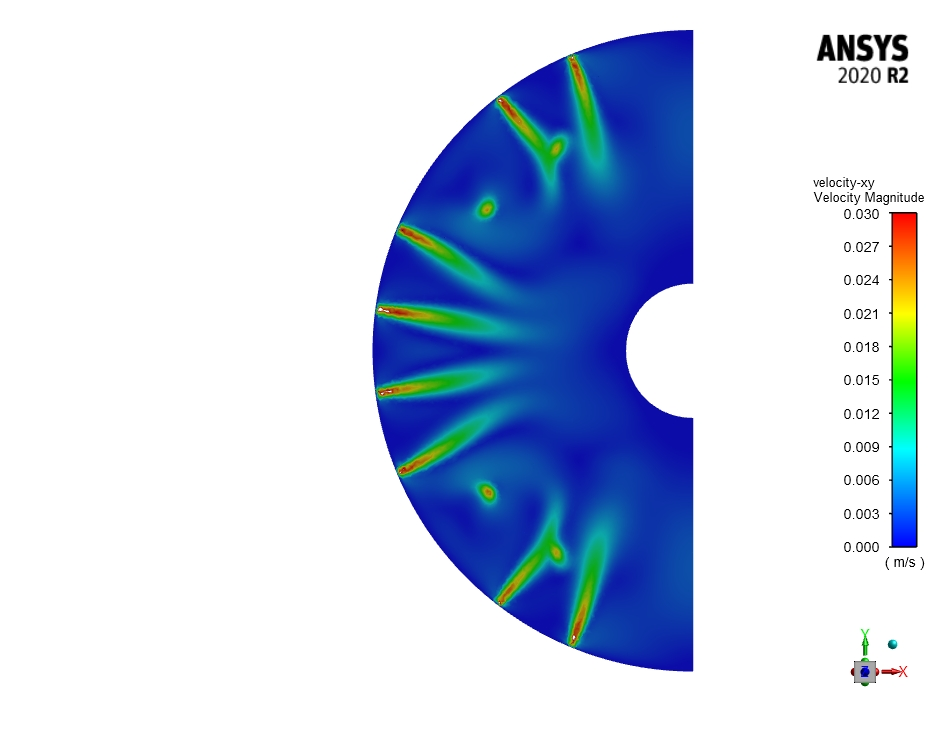 ANSYS
2020 R2
velocity-xy
Velocity Magnitude
0.030
0.027
0.024
0.021
0.018
0.015
0.012
0.009
0.006
0.003
0.000
( m/s )
Y
X